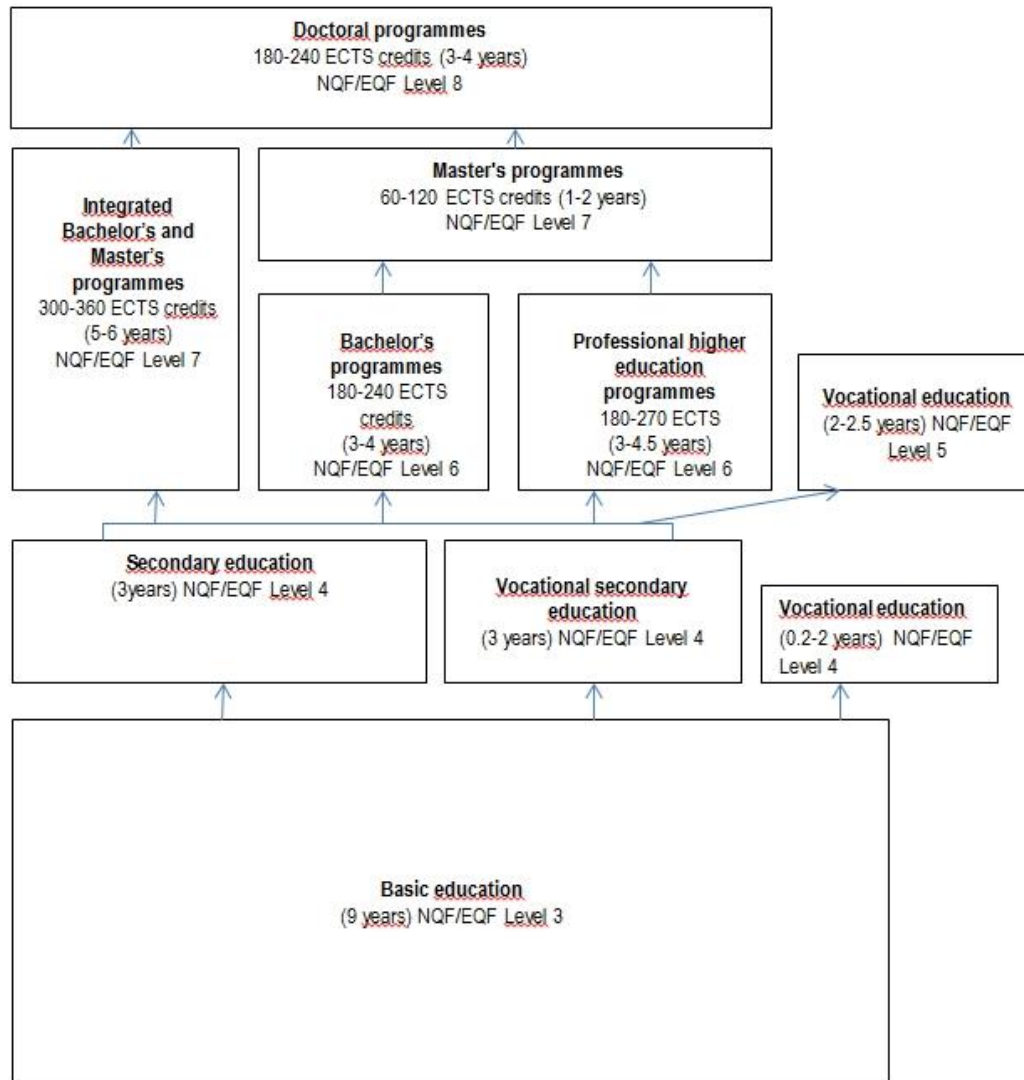 Doctoral programmes
180-240 ECTS credits (3-4 years)
NQF/EQF Level 8
Integrated
Bachelor's and
Master's
programmes
300-360 ECTS credits
(5-6 years)
NQF/EQF Level 7
Master's programmes
60-120 ECTS credits (1-2 years)
NQF/EQF Level 7
Bachelor's
programmes
180-240 ECTS
credits
(3-4 years)
NQF/EQF Level 6
Professional higher
education
programmes
180-270 ECTS
(3-4.5 years)
NQF/EQF Level 6
Vocational education
(2-2.5 years) NQF/EQF
Level 5
Secondary education
(3years) NQF/EQF Level 4
Vocational secondary
education
(3 years) NQF/EQF Level 4
Vocational education
(0.2-2 years) NQF/EQF
Level 4
Basic education
(9 years) NQF/EQF Level 3